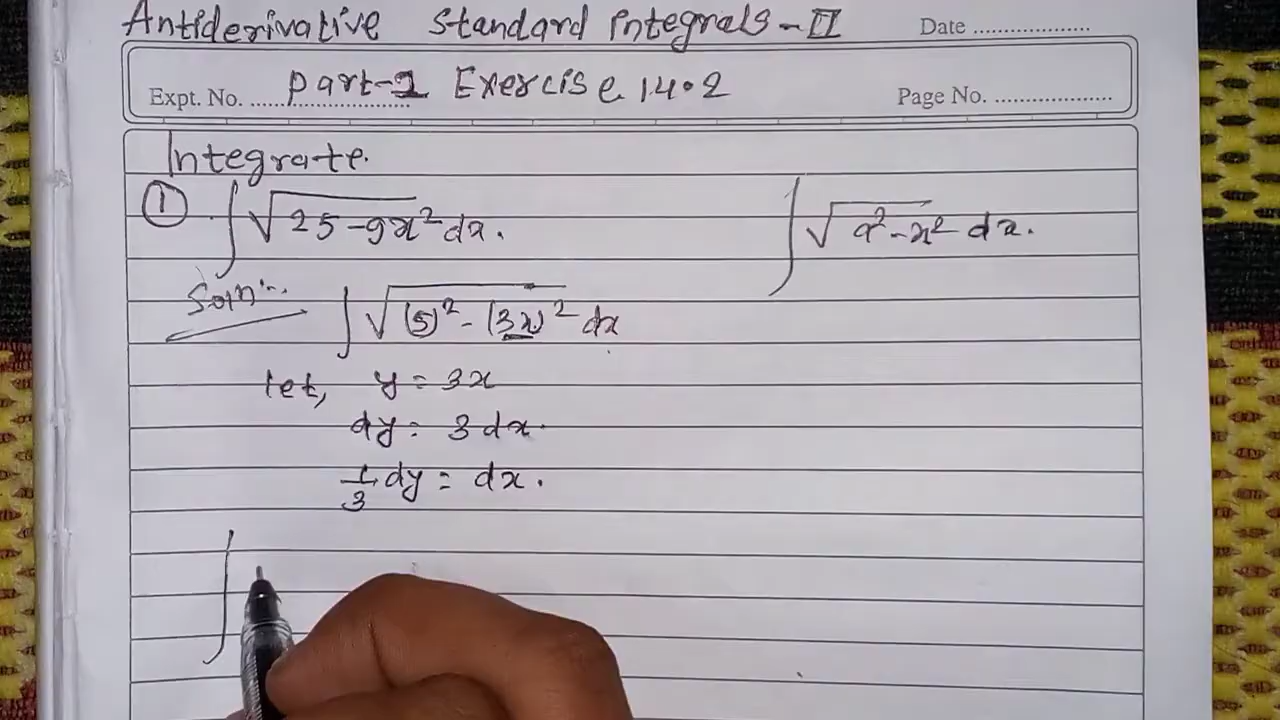 Antiderivative Standard integrals-II
Date ....................
Expt. No. ........................... Part-1 Exercise 14.2
Page No. ....................
Integrate.
① ∫ √25-9x² dx.
∫ √a²-x² dx.
Soln:.
∫ √(5)²-(3x)² dx
let, y = 3x
dy = 3 dx.
1/3 dy = dx.
∫